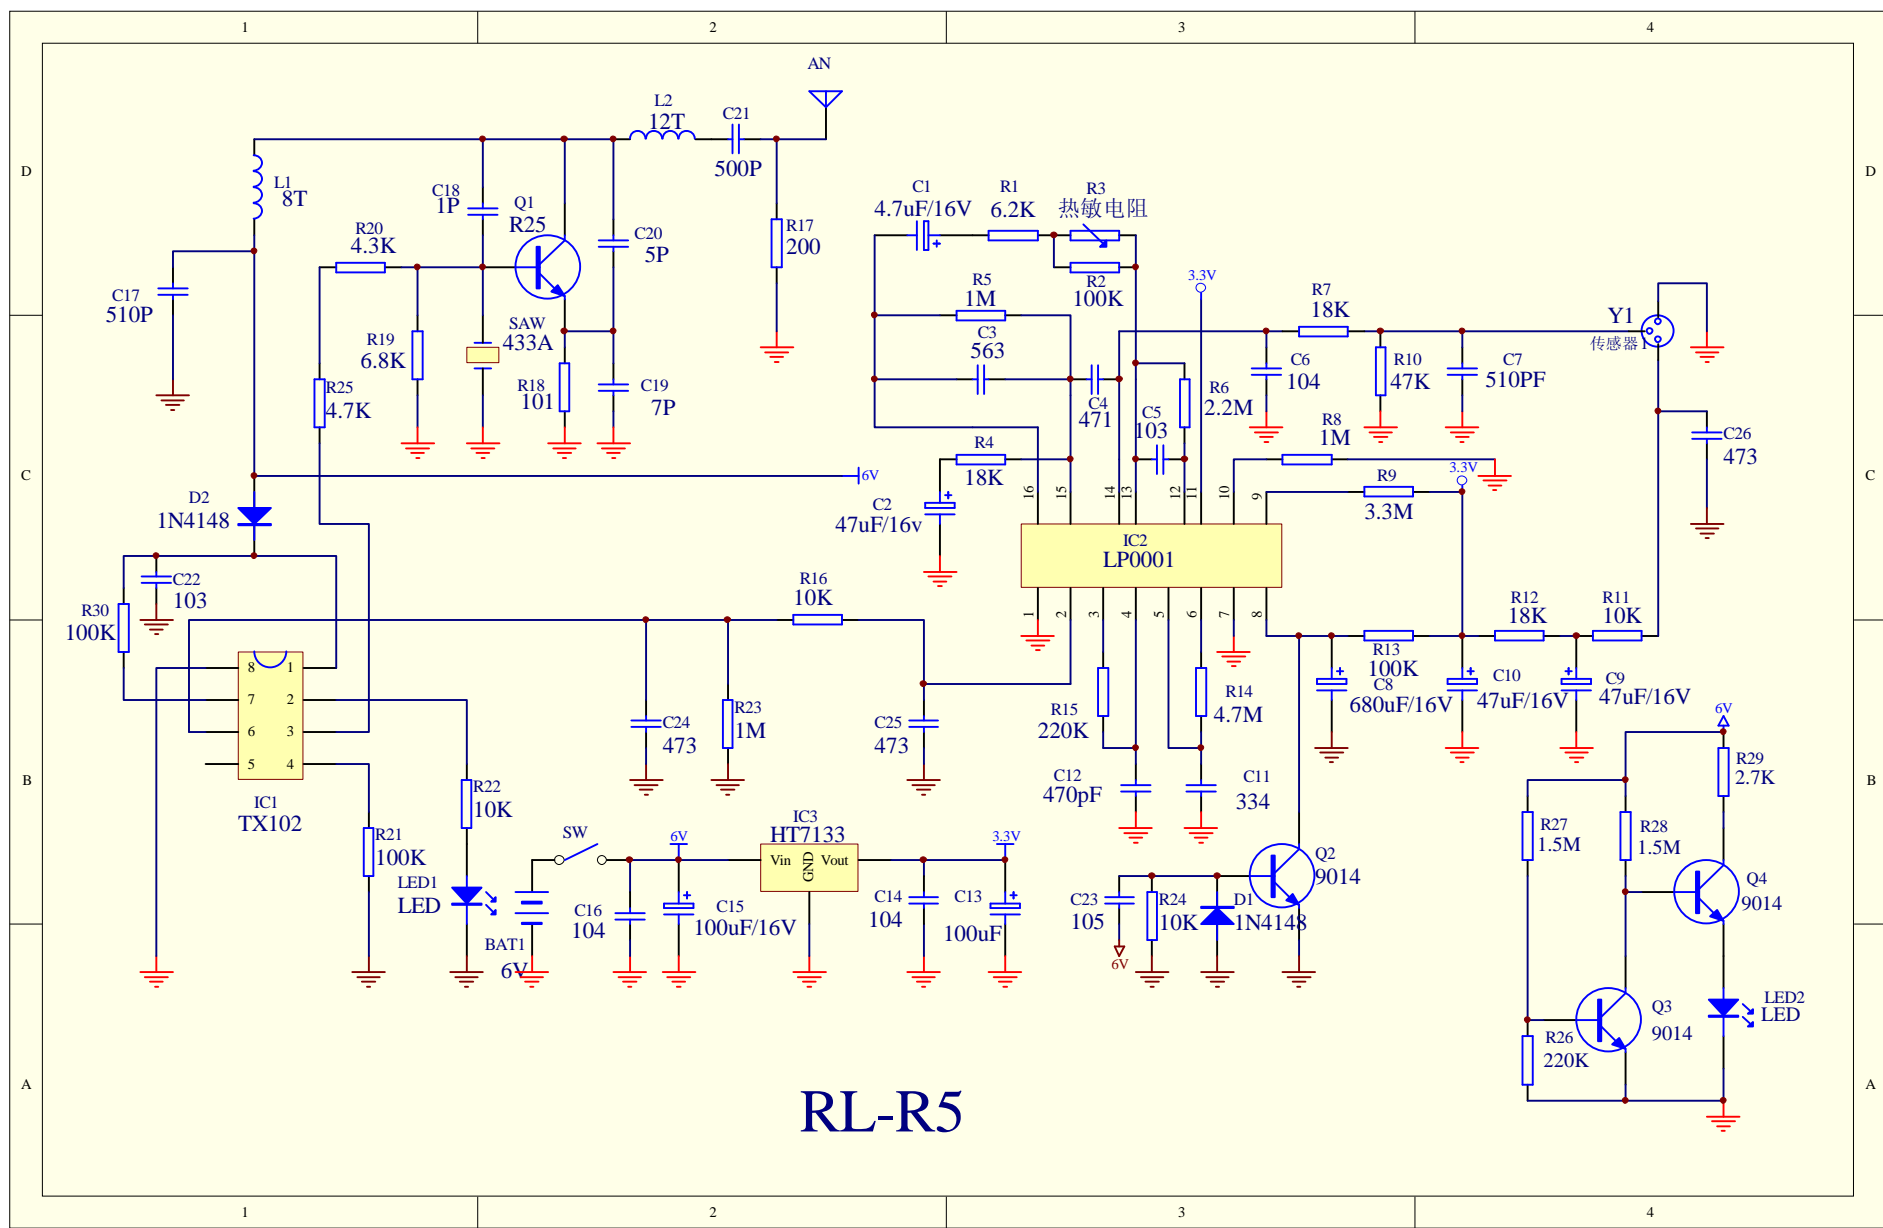 1
2
3
4
D
D
C
C
B
B
A
A
1
2
3
4
AN
L2
12T
C21
500P
L1
8T
C18
1P
Q1
R25
R20
4.3K
C20
5P
R17
200
C17
510P
R19
6.8K
SAW
433A
R18
101
C19
7P
R25
4.7K
6V
D2
1N4148
C22
103
R30
100K
8
7
6
5
1
2
3
4
IC1
TX102
R22
10K
R21
100K
LED1
LED
C1
4.7uF/16V
R1
6.2K
R3
热敏电阻
R2
100K
R5
1M
C3
563
C4
471
C5
103
R6
2.2M
3.3V
R7
18K
C6
104
R10
47K
C7
510PF
Y1
传感器1
R8
1M
R9
3.3M
3.3V
C26
473
R4
18K
C2
47uF/16v
16
15
14
13
12
11
10
9
IC2
LP0001
1
2
3
4
5
6
7
8
R16
10K
C24
473
R23
1M
C25
473
R15
220K
R14
4.7M
C12
470pF
C11
334
R13
100K
C8
680uF/16V
C10
47uF/16V
R12
18K
C9
47uF/16V
R11
10K
SW
6V
BAT1
6V
C16
104
C15
100uF/16V
IC3
HT7133
Vin
GND
Vout
3.3V
C14
104
C13
100uF
C23
105
6V
R24
10K
D1
1N4148
Q2
9014
6V
R29
2.7K
R27
1.5M
R28
1.5M
Q4
9014
Q3
9014
R26
220K
LED2
LED
RL-R5